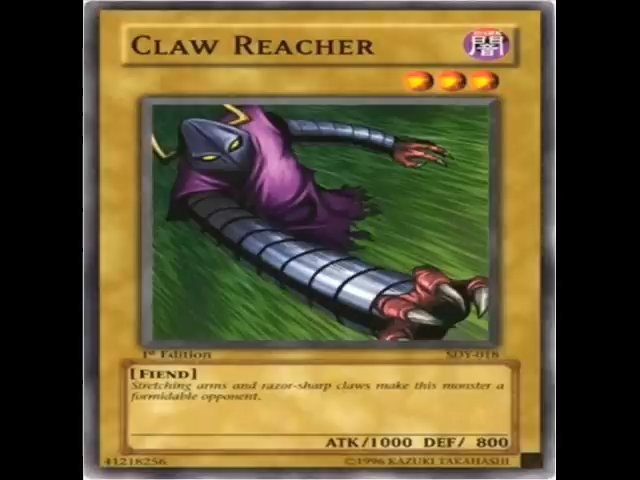 CLAW REACHER
DARK
闇
1st Edition
SDY-018
[FIEND]
Stretching arms and razor-sharp claws make this monster a
formidable opponent.
ATK/1000 DEF/ 800
41218256
©1996 KAZUKI TAKAHASHI